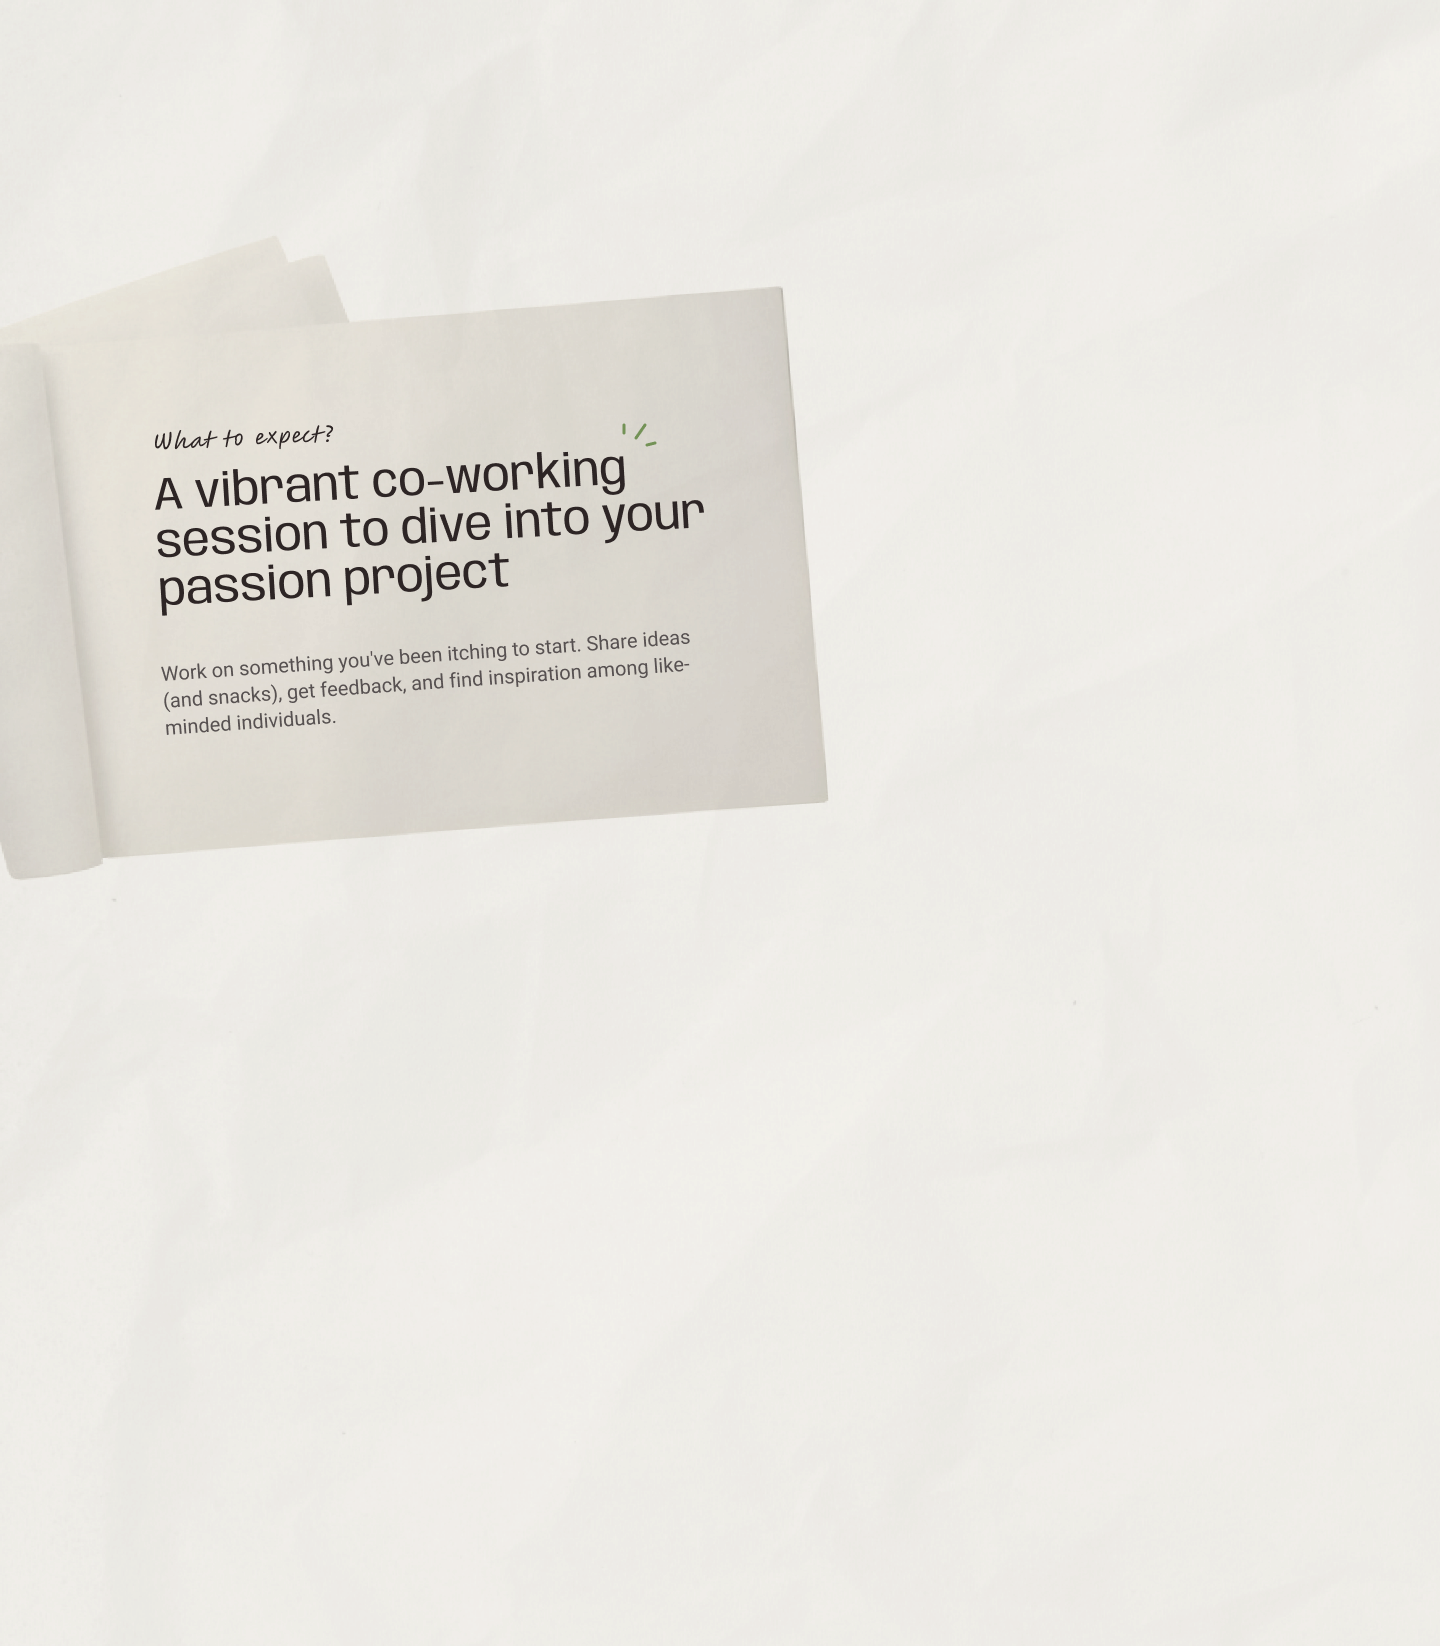 What to expect?
A vibrant co-working
session to dive into your
passion project
Work on something you've been itching to start. Share ideas
(and snacks), get feedback, and find inspiration among like-
minded individuals.